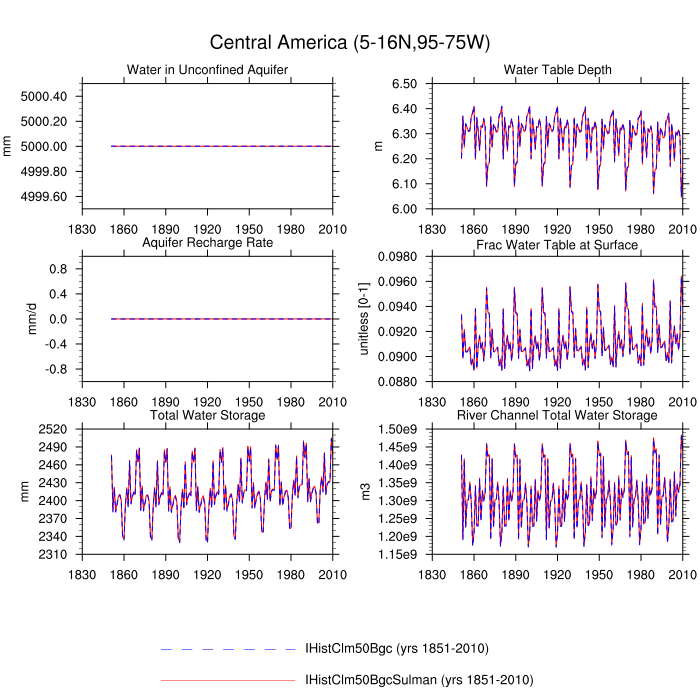 Central America (5-16N,95-75W)
Water in Unconfined Aquifer
5000.40
5000.20
5000.00
4999.80
4999.60
mm
1830 1860 1890 1920 1950 1980 2010
Water Table Depth
6.50
6.40
6.30
6.20
6.10
6.00
m
1830 1860 1890 1920 1950 1980 2010
Aquifer Recharge Rate
0.8
0.4
0.0
-0.4
-0.8
mm/d
1830 1860 1890 1920 1950 1980 2010
Frac Water Table at Surface
0.0980
0.0960
0.0940
0.0920
0.0900
0.0880
unitless [0-1]
1830 1860 1890 1920 1950 1980 2010
Total Water Storage
2520
2490
2460
2430
2400
2370
2340
2310
mm
1830 1860 1890 1920 1950 1980 2010
River Channel Total Water Storage
1.50e9
1.45e9
1.40e9
1.35e9
1.30e9
1.25e9
1.20e9
1.15e9
m3
1830 1860 1890 1920 1950 1980 2010
IHistClm50Bgc (yrs 1851-2010)
IHistClm50BgcSulman (yrs 1851-2010)